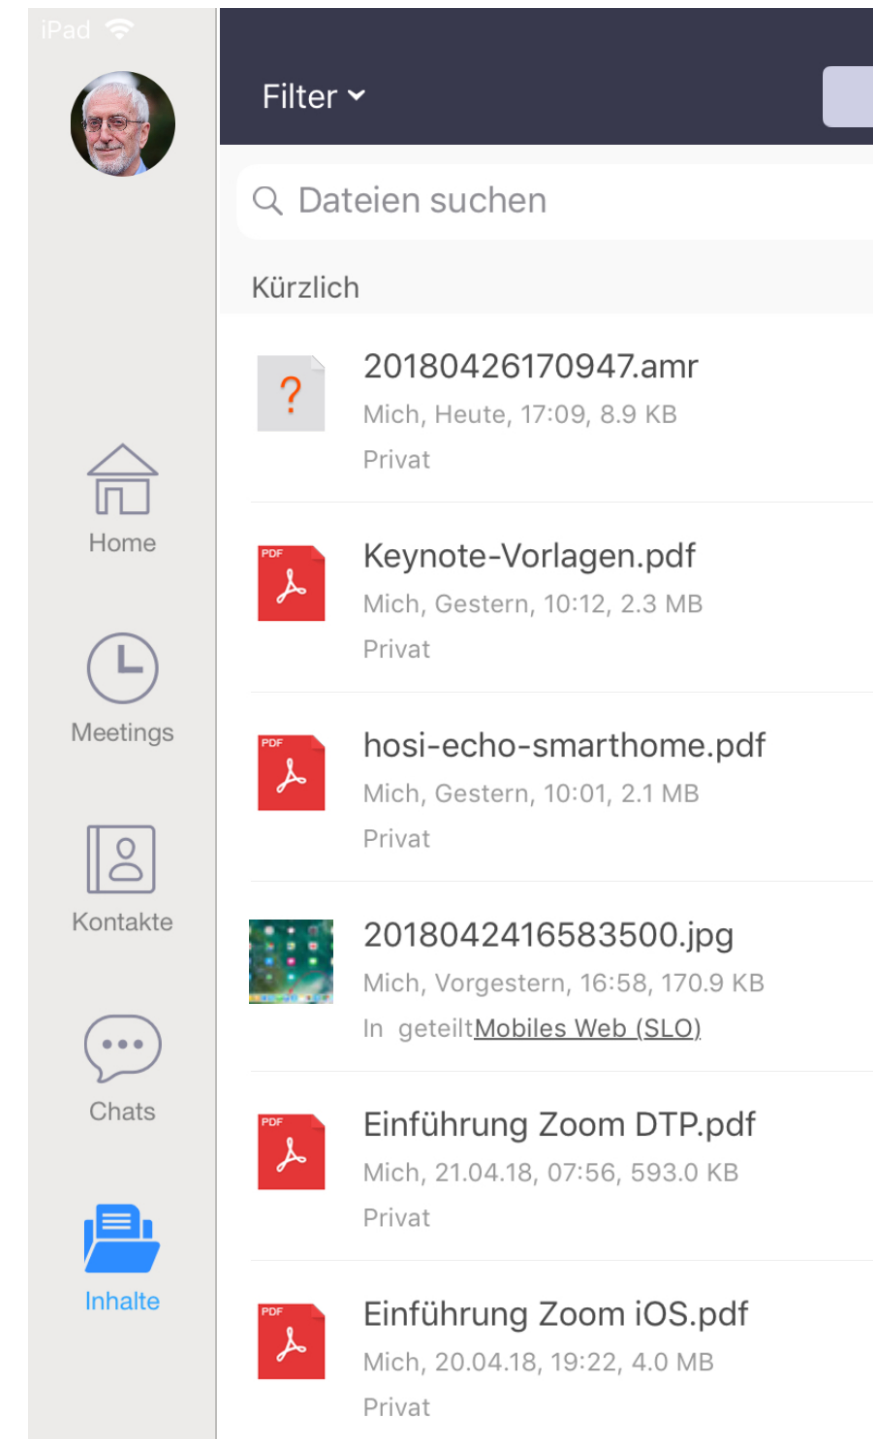 iPad
Filter
Dateien suchen
Kürzlich
20180426170947.amr
Mich, Heute, 17:09, 8.9 KB
Privat
Keynote-Vorlagen.pdf
Mich, Gestern, 10:12, 2.3 MB
Privat
hosi-echo-smarthome.pdf
Mich, Gestern, 10:01, 2.1 MB
Privat
2018042416583500.jpg
Mich, Vorgestern, 16:58, 170.9 KB
In geteiltMobiles Web (SLO)
Einführung Zoom DTP.pdf
Mich, 21.04.18, 07:56, 593.0 KB
Privat
Einführung Zoom iOS.pdf
Mich, 20.04.18, 19:22, 4.0 MB
Privat
Home
Meetings
Kontakte
Chats
Inhalte
?
PDF
PDF
PDF
PDF